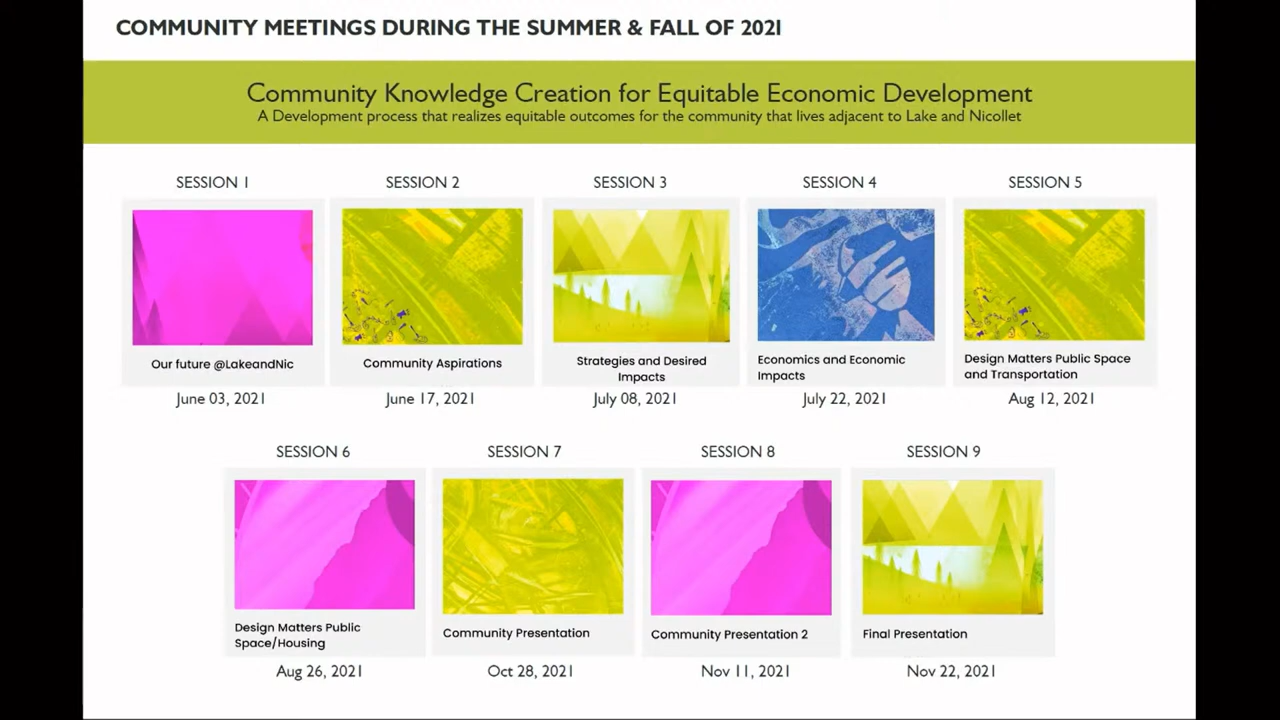 COMMUNITY MEETINGS DURING THE SUMMER & FALL OF 2021
Community Knowledge Creation for Equitable Economic Development
A Development process that realizes equitable outcomes for the community that lives adjacent to Lake and Nicollet
SESSION 1
Our future @LakeandNic
June 03, 2021
SESSION 2
Community Aspirations
June 17, 2021
SESSION 3
Strategies and Desired
Impacts
July 08, 2021
SESSION 4
Economics and Economic
Impacts
July 22, 2021
SESSION 5
Design Matters Public Space
and Transportation
Aug 12, 2021
SESSION 6
Design Matters Public
Space/Housing
Aug 26, 2021
SESSION 7
Community Presentation
Oct 28, 2021
SESSION 8
Community Presentation 2
Nov 11, 2021
SESSION 9
Final Presentation
Nov 22, 2021